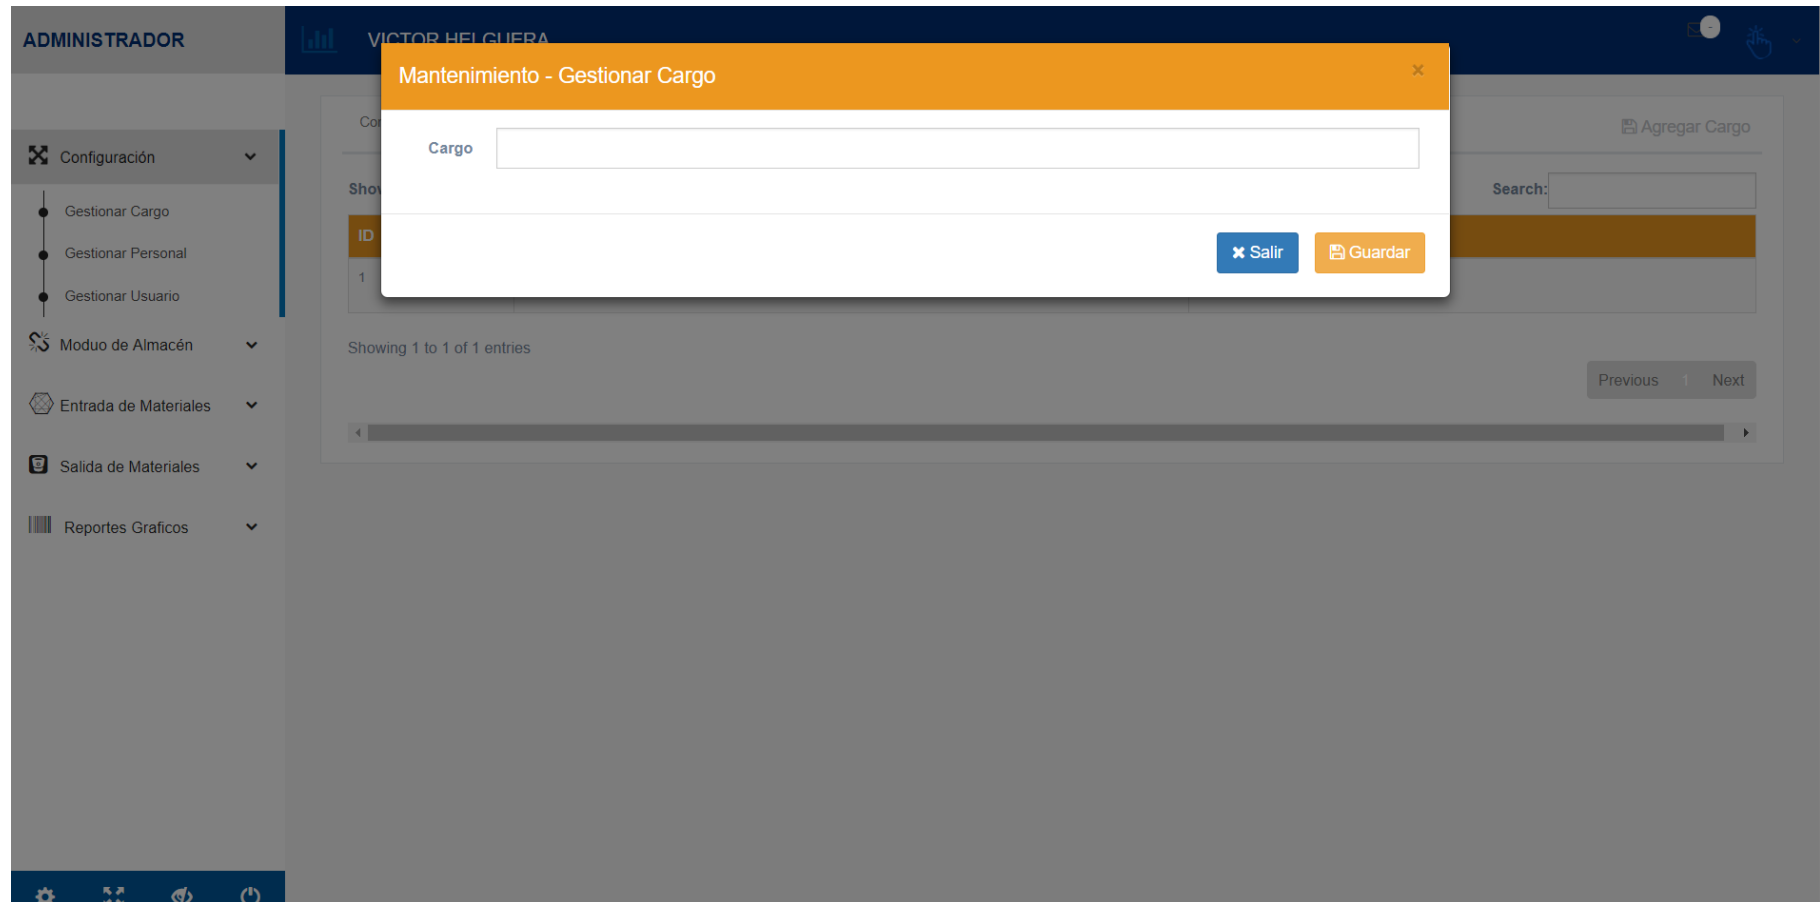 ADMINISTRADOR
VICTOR HELGUERA
Mantenimiento - Gestionar Cargo
×
Agregar Cargo
Cargo
Configuración
Search:
Gestionar Cargo
ID
Gestionar Personal
Salir
Guardar
1
Gestionar Usuario
Moduo de Almacén
Showing 1 to 1 of 1 entries
Previous
1
Next
Entrada de Materiales
Salida de Materiales
Reportes Graficos